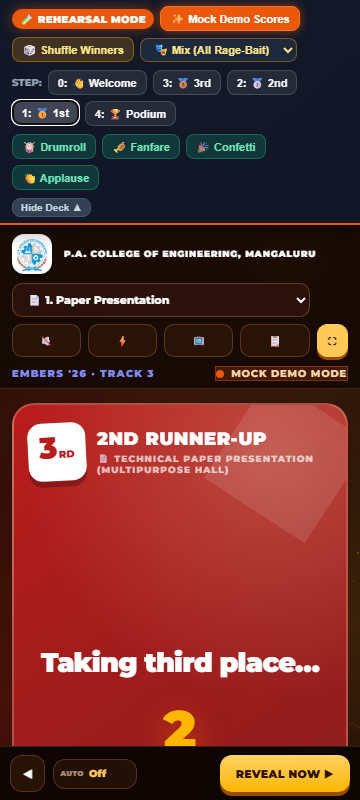 REHEARSAL MODE
Mock Demo Scores
Shuffle Winners
Mix (All Rage-Bait)
STEP:
0: Welcome
3: 3rd
2: 2nd
1: 1st
4: Podium
Drumroll
Fanfare
Confetti
Applause
Hide Deck ▲
P.A. COLLEGE OF ENGINEERING, MANGALURU
1. Paper Presentation
EMBERS '26 · TRACK 3
MOCK DEMO MODE
3RD
2ND RUNNER-UP
TECHNICAL PAPER PRESENTATION
(MULTIPURPOSE HALL)
Taking third place...
2
AUTO Off
REVEAL NOW ▶